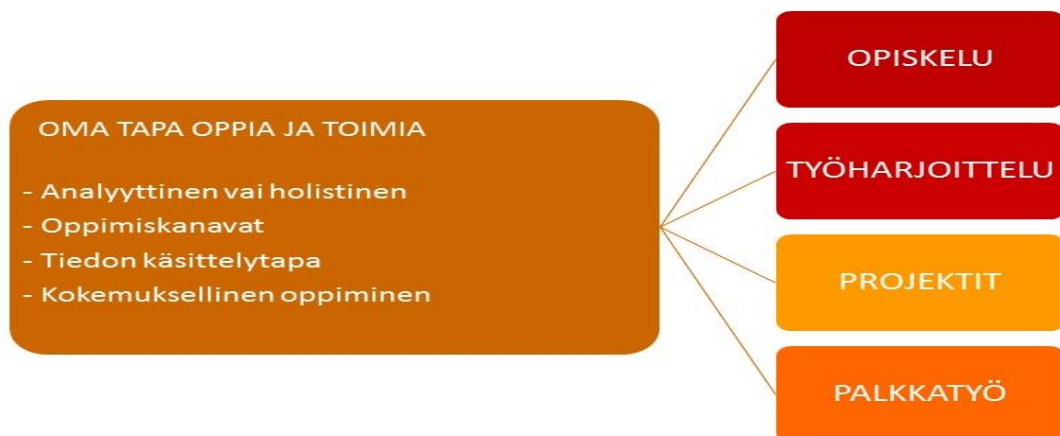 OMA TAPA OPPIA JA TOIMIA
- Analyyttinen vai holistinen
- Oppimiskanavat
- Tiedon käsittelytapa
- Kokemuksellinen oppiminen
OPISKELU
TYÖHARJOITTELU
PROJEKTIT
PALKKATYÖ